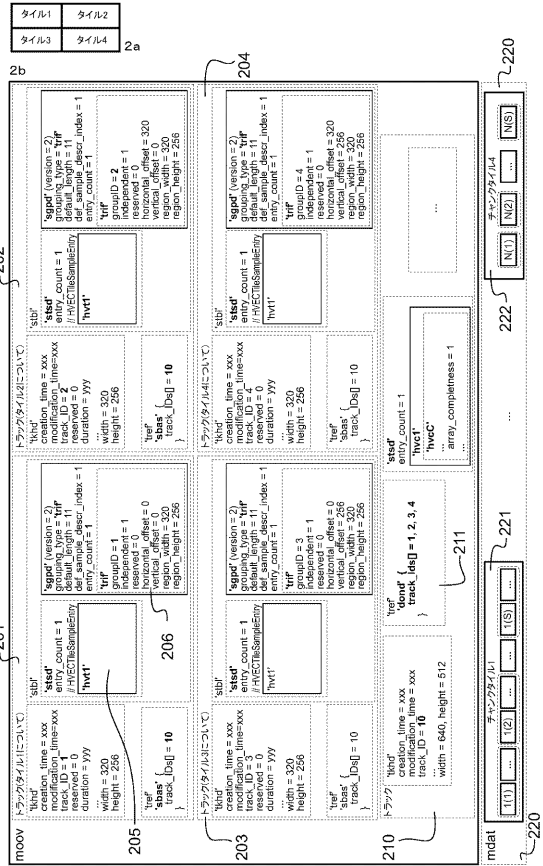 タイル1
タイル2
タイル3
タイル4
2a
2b
moov
201
202
トラック(タイル1について)
'tkhd'
creation_time = xxx
modification_time=xxx
track_ID = 1
reserved = 0
duration = yyy
...
width = 320
height = 256
'tref'
'sbas' {
track_IDs[] = 10
}
'stbl'
'stsd'
entry_count = 1
// HVECTileSampleEntry
'hvt1'
205
'sgpd' (version = 2)
grouping_type = 'trif'
default_length = 11
def_sample_descr_index = 1
entry_count = 1
'trif'
groupID = 1
independent = 1
reserved = 0
horizontal_offset = 0
vertical_offset = 0
region_width = 320
region_height = 256
206
トラック(タイル2について)
'tkhd'
creation_time = xxx
modification_time=xxx
track_ID = 2
reserved = 0
duration = yyy
...
width = 320
height = 256
'tref'
'sbas' {
track_IDs[] = 10
}
'stbl'
'stsd'
entry_count = 1
// HVECTileSampleEntry
'hvt1'
'sgpd' (version = 2)
grouping_type = 'trif'
default_length = 11
def_sample_descr_index = 1
entry_count = 1
'trif'
groupID = 2
independent = 1
reserved = 0
horizontal_offset = 320
vertical_offset = 0
region_width = 320
region_height = 256
203
トラック(タイル3について)
'tkhd'
creation_time = xxx
modification_time=xxx
track_ID = 3
reserved = 0
duration = yyy
...
width = 320
height = 256
'tref'
'sbas' {
track_IDs[] = 10
}
'stbl'
'stsd'
entry_count = 1
// HVECTileSampleEntry
'hvt1'
'sgpd' (version = 2)
grouping_type = 'trif'
default_length = 11
def_sample_descr_index = 1
entry_count = 1
'trif'
groupID = 3
independent = 1
reserved = 0
horizontal_offset = 0
vertical_offset = 256
region_width = 320
region_height = 256
204
トラック(タイル4について)
'tkhd'
creation_time = xxx
modification_time=xxx
track_ID = 4
reserved = 0
duration = yyy
...
width = 320
height = 256
'tref'
'sbas' {
track_IDs[] = 10
}
'stbl'
'stsd'
entry_count = 1
// HVECTileSampleEntry
'hvt1'
'sgpd' (version = 2)
grouping_type = 'trif'
default_length = 11
def_sample_descr_index = 1
entry_count = 1
'trif'
groupID = 4
independent = 1
reserved = 0
horizontal_offset = 320
vertical_offset = 256
region_width = 320
region_height = 256
210
トラック
'tkhd'
creation_time = xxx
modification_time = xxx
track_ID = 10
...
width = 640, height = 512
'tref'
'dond' {
track_ids[] = 1, 2, 3, 4
}
211
'stsd'
entry_count = 1
'hvc1'
'hvcC'
...
array_completness = 1
...
...
mdat
220
チャンクタイル1
1(1) ... 1(2) ... ... 1(S) ...
221
...
222
チャンクタイル4
N(1) N(2) ... N(S)
220